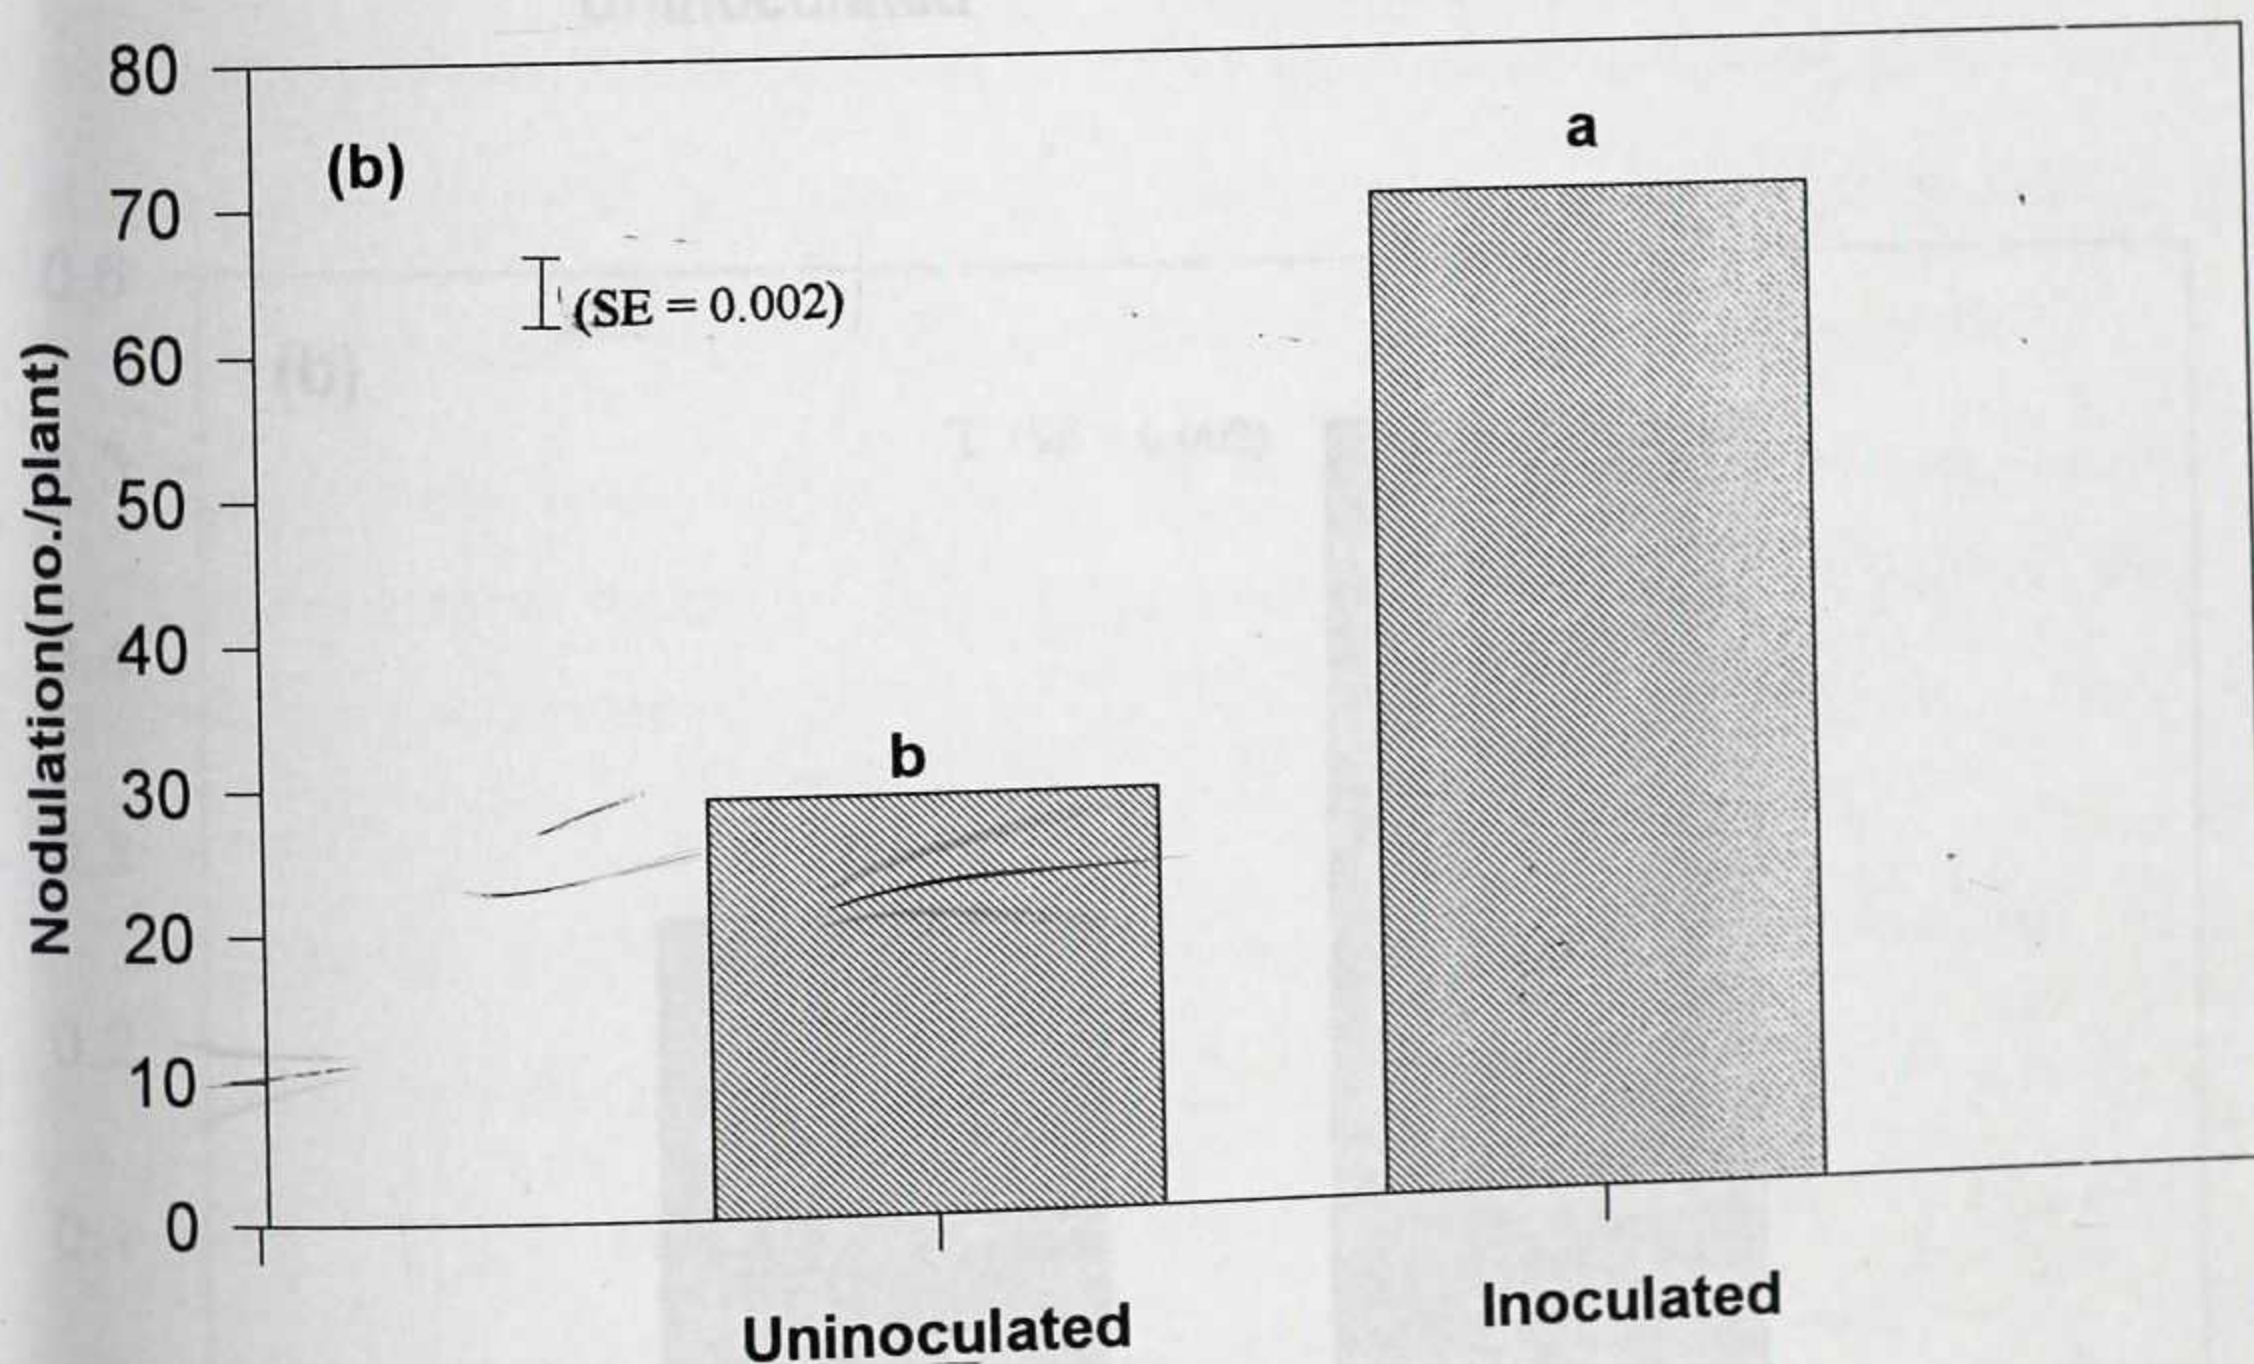 80
(b)
a
70
(SE = 0.002)
60
50
40
b
30
20
10
0
Nodulation(no./plant)
Uninoculated
Inoculated